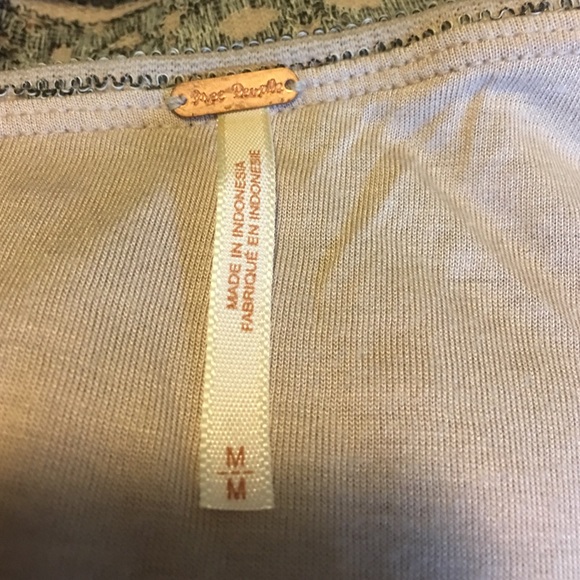 free people
MADE IN INDONESIA
FABRIQUÉ EN INDONÉSIE
M
M